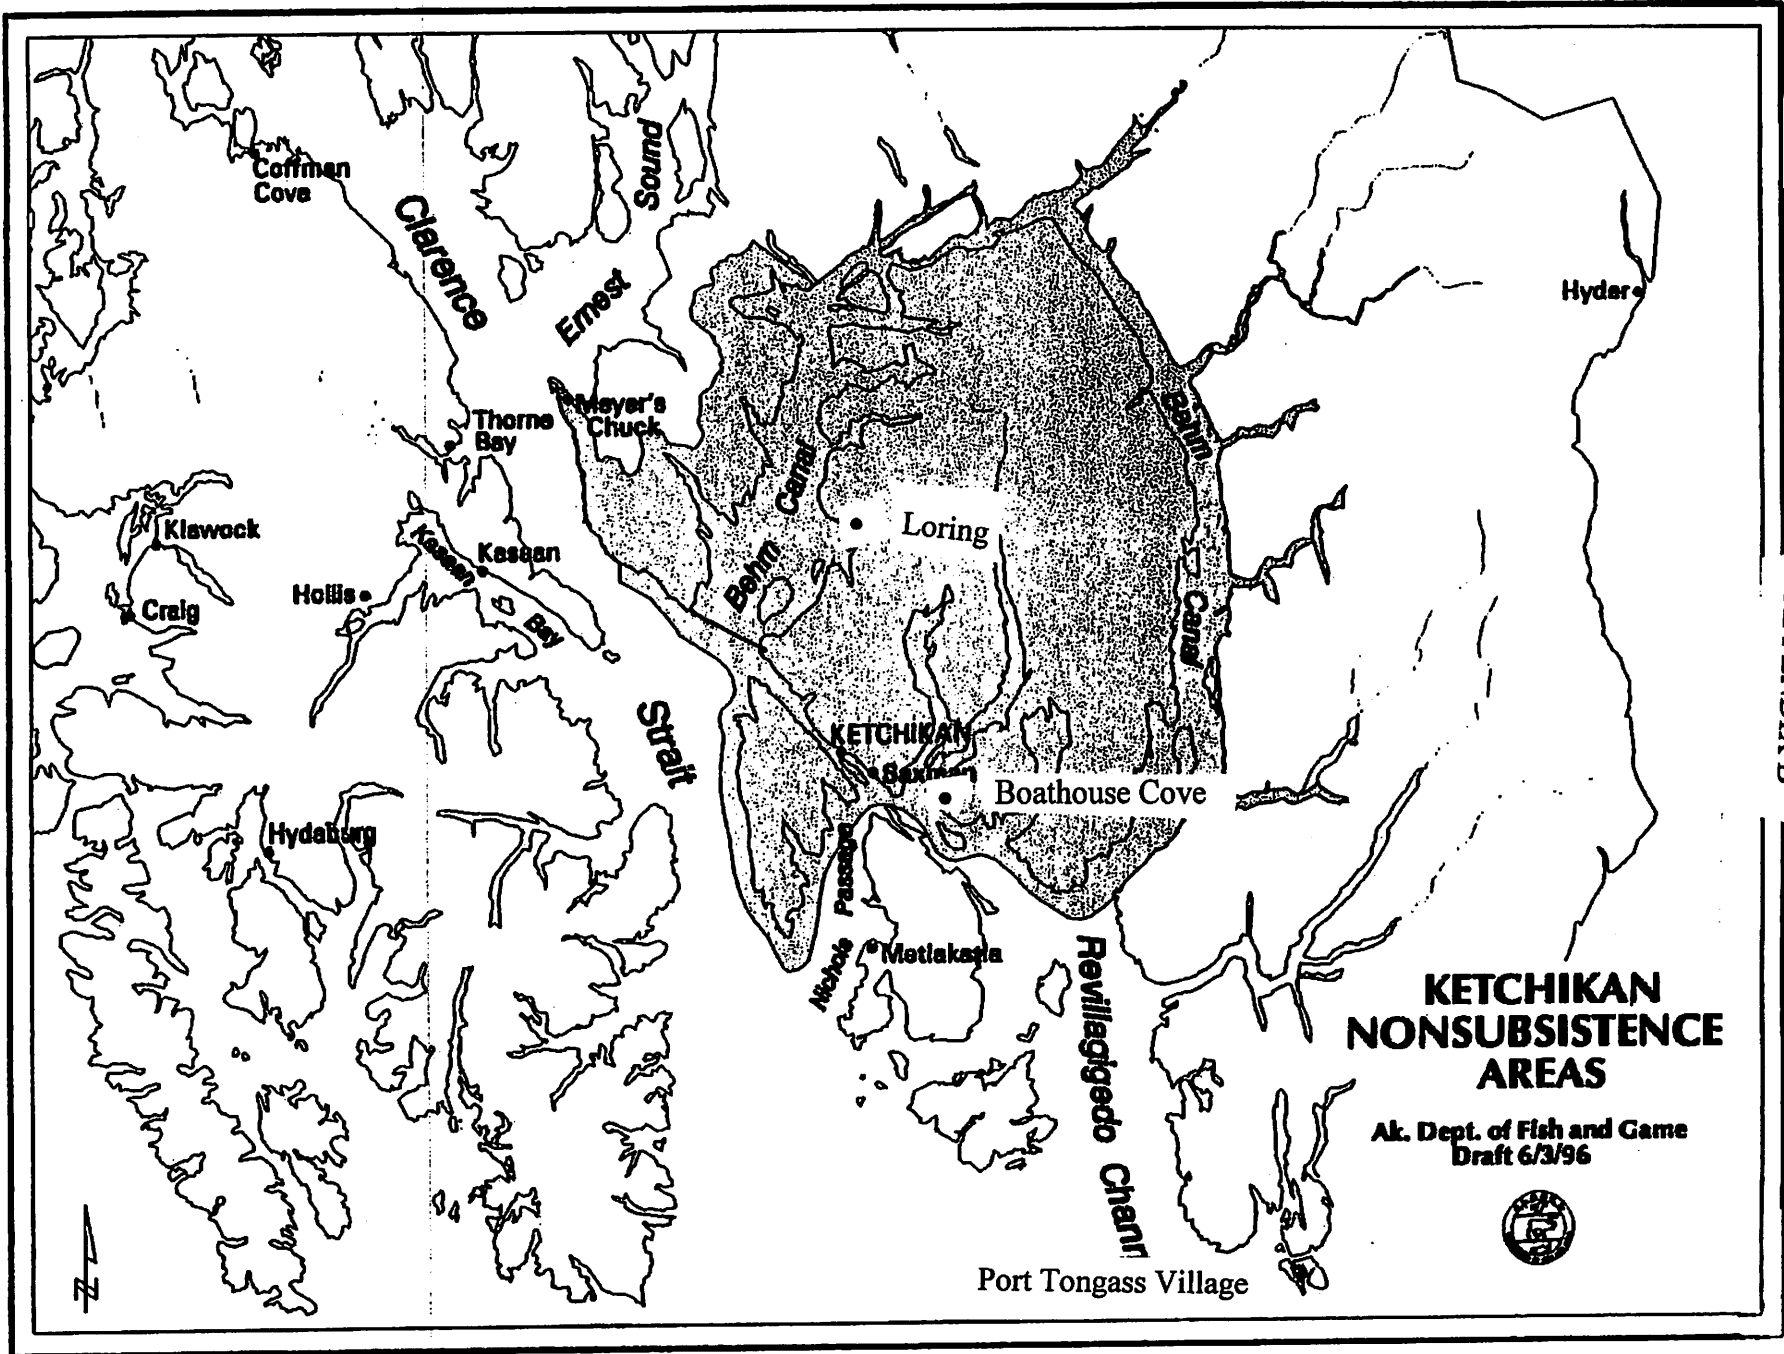 Coffman
Cove
Clarence
Sound
Ernest
Hyder
Meyer's
Chuck
Thorne
Bay
Behm
Canal
Klawock
Kasaan
Kasaan
Bay
Hollis
Craig
Loring
Behm
Canal
Strait
KETCHIKAN
Saxman
Boathouse Cove
Hydaburg
Nichols Passage
Metlakatla
Revillagigedo Chann
Port Tongass Village
KETCHIKAN
NONSUBSISTENCE
AREAS
Ak. Dept. of Fish and Game
Draft 6/3/96